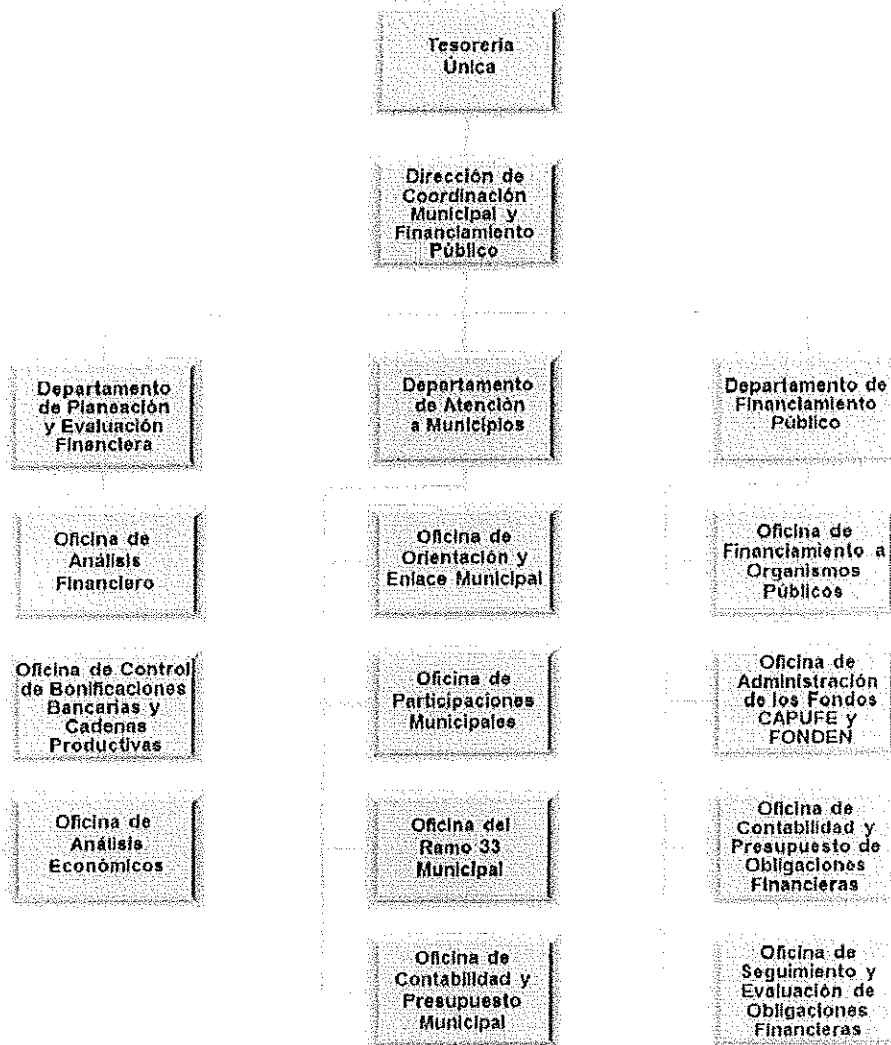 Tesorería
Única
Dirección de
Coordinación
Municipal y
Financiamiento
Público
Departamento
de Planeación
y Evaluación
Financiera
Departamento
de Atención
a Municipios
Departamento de
Financiamiento
Público
Oficina de
Análisis
Financiero
Oficina de
Orientación y
Enlace Municipal
Oficina de
Financiamiento a
Organismos
Públicos
Oficina de Control
de Bonificaciones
Bancarias y
Cadenas
Productivas
Oficina de
Participaciones
Municipales
Oficina de
Administración
de los Fondos
CAPUFE y
FONDEN
Oficina de
Análisis
Económicos
Oficina del
Ramo 33
Municipal
Oficina de
Contabilidad y
Presupuesto de
Obligaciones
Financieras
Oficina de
Contabilidad y
Presupuesto
Municipal
Oficina de
Seguimiento y
Evaluación de
Obligaciones
Financieras